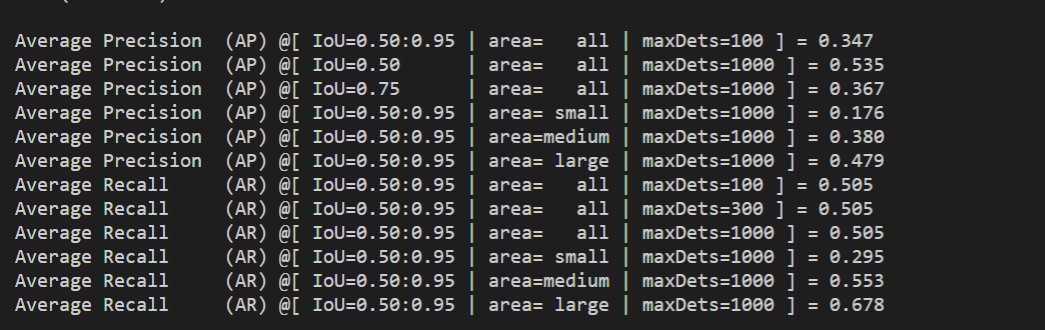 Average Precision  (AP) @[ IoU=0.50:0.95 | area=   all | maxDets=100 ] = 0.347
Average Precision  (AP) @[ IoU=0.50      | area=   all | maxDets=1000 ] = 0.535
Average Precision  (AP) @[ IoU=0.75      | area=   all | maxDets=1000 ] = 0.367
Average Precision  (AP) @[ IoU=0.50:0.95 | area= small | maxDets=1000 ] = 0.176
Average Precision  (AP) @[ IoU=0.50:0.95 | area=medium | maxDets=1000 ] = 0.380
Average Precision  (AP) @[ IoU=0.50:0.95 | area= large | maxDets=1000 ] = 0.479
Average Recall     (AR) @[ IoU=0.50:0.95 | area=   all | maxDets=100 ] = 0.505
Average Recall     (AR) @[ IoU=0.50:0.95 | area=   all | maxDets=300 ] = 0.505
Average Recall     (AR) @[ IoU=0.50:0.95 | area=   all | maxDets=1000 ] = 0.505
Average Recall     (AR) @[ IoU=0.50:0.95 | area= small | maxDets=1000 ] = 0.295
Average Recall     (AR) @[ IoU=0.50:0.95 | area=medium | maxDets=1000 ] = 0.553
Average Recall     (AR) @[ IoU=0.50:0.95 | area= large | maxDets=1000 ] = 0.678